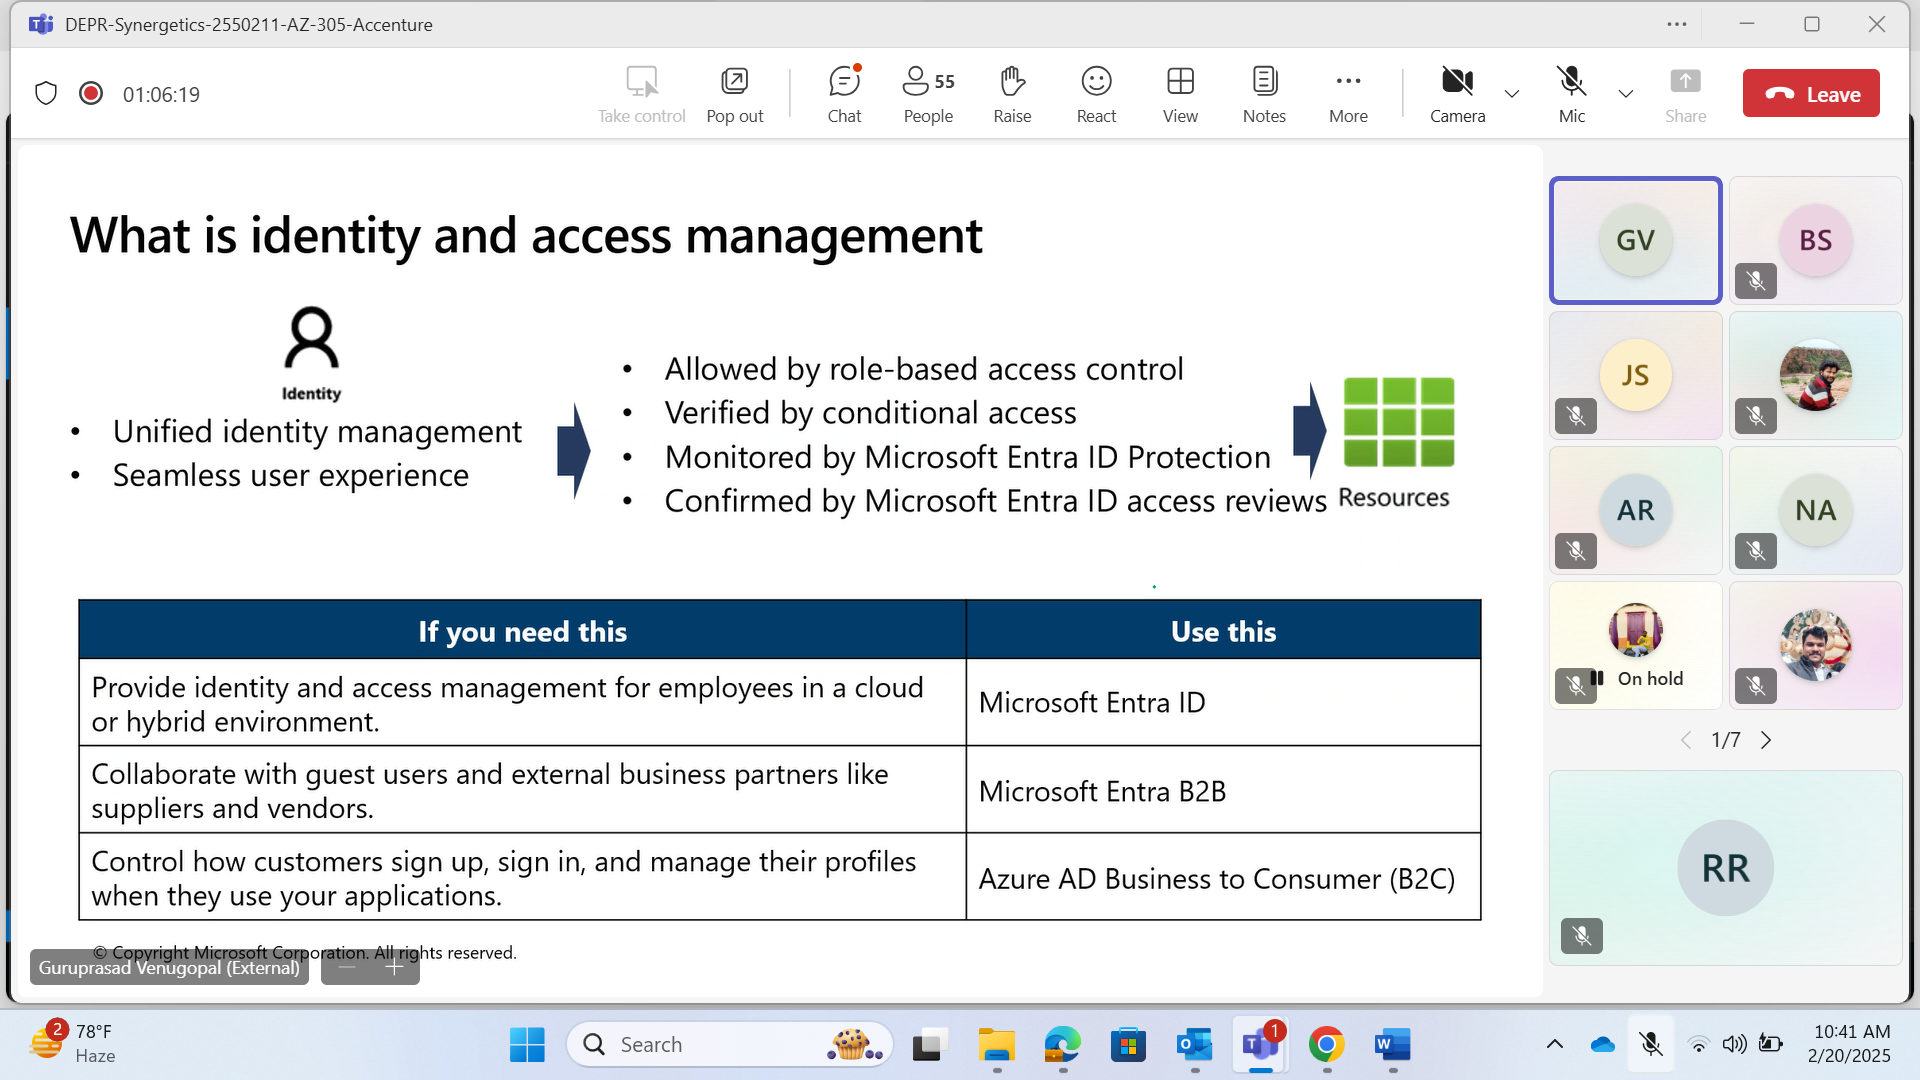 DEPR-Synergetics-2550211-AZ-305-Accenture
01:06:19
Take control
Pop out
Chat
55
People
Raise
React
View
Notes
More
Camera
Mic
Share
Leave
What is identity and access management
Identity
• Unified identity management
• Seamless user experience
• Allowed by role-based access control
• Verified by conditional access
• Monitored by Microsoft Entra ID Protection
• Confirmed by Microsoft Entra ID access reviews
Resources
If you need this
Use this
Provide identity and access management for employees in a cloud
or hybrid environment.
Microsoft Entra ID
Collaborate with guest users and external business partners like
suppliers and vendors.
Microsoft Entra B2B
Control how customers sign up, sign in, and manage their profiles
when they use your applications.
Azure AD Business to Consumer (B2C)
© Copyright Microsoft Corporation. All rights reserved.
Guruprasad Venugopal (External)
GV
BS
JS
AR
NA
On hold
1/7
RR
2
78°F
Haze
Search
1
10:41 AM
2/20/2025